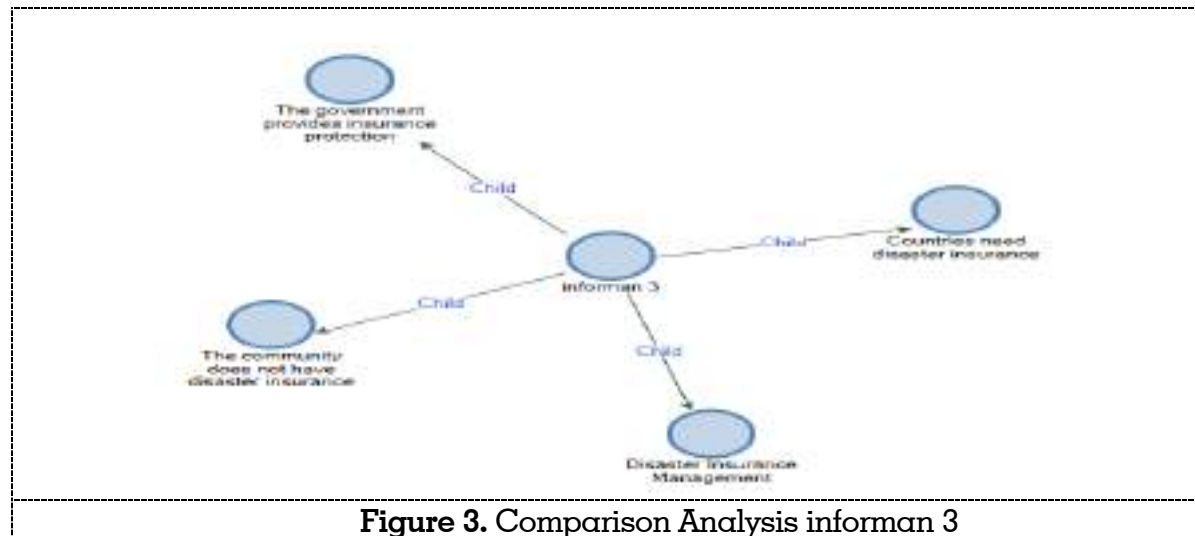 The government
provides insurance
protection
Child
Countries need
disaster insurance
Child
informan 3
Child
The community
does not have
disaster insurance
Child
Disaster Insurance
Management
Figure 3. Comparison Analysis informan 3